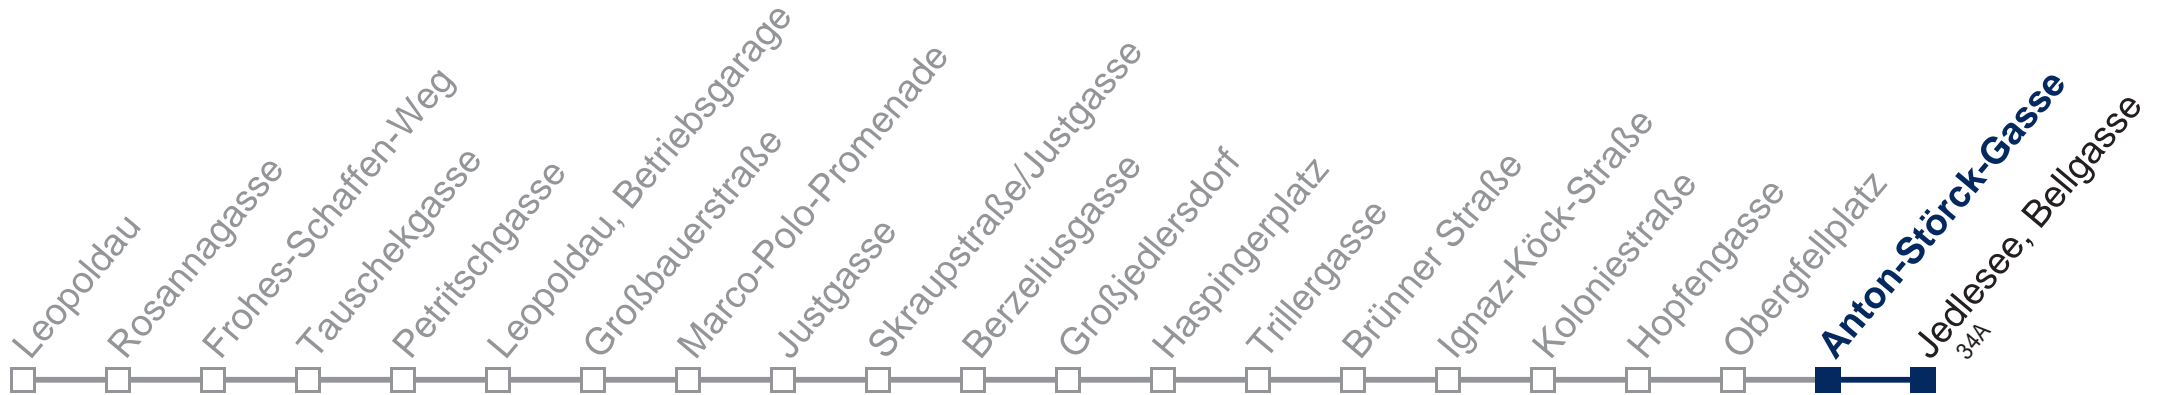 Leopoldau
Rosannagasse
Frohes-Schaffen-Weg
Tauschekgasse
Petritschgasse
Leopoldau, Betriebsgarage
Großbauerstraße
Marco-Polo-Promenade
Justgasse
Skraupstraße/Justgasse
Berzeliusgasse
Großjedlersdorf
Haspingerplatz
Trillergasse
Brünner Straße
Ignaz-Köck-Straße
Koloniestraße
Hopfengasse
Obergfellplatz
Anton-Störck-Gasse
Jedlesee, Bellgasse
34A